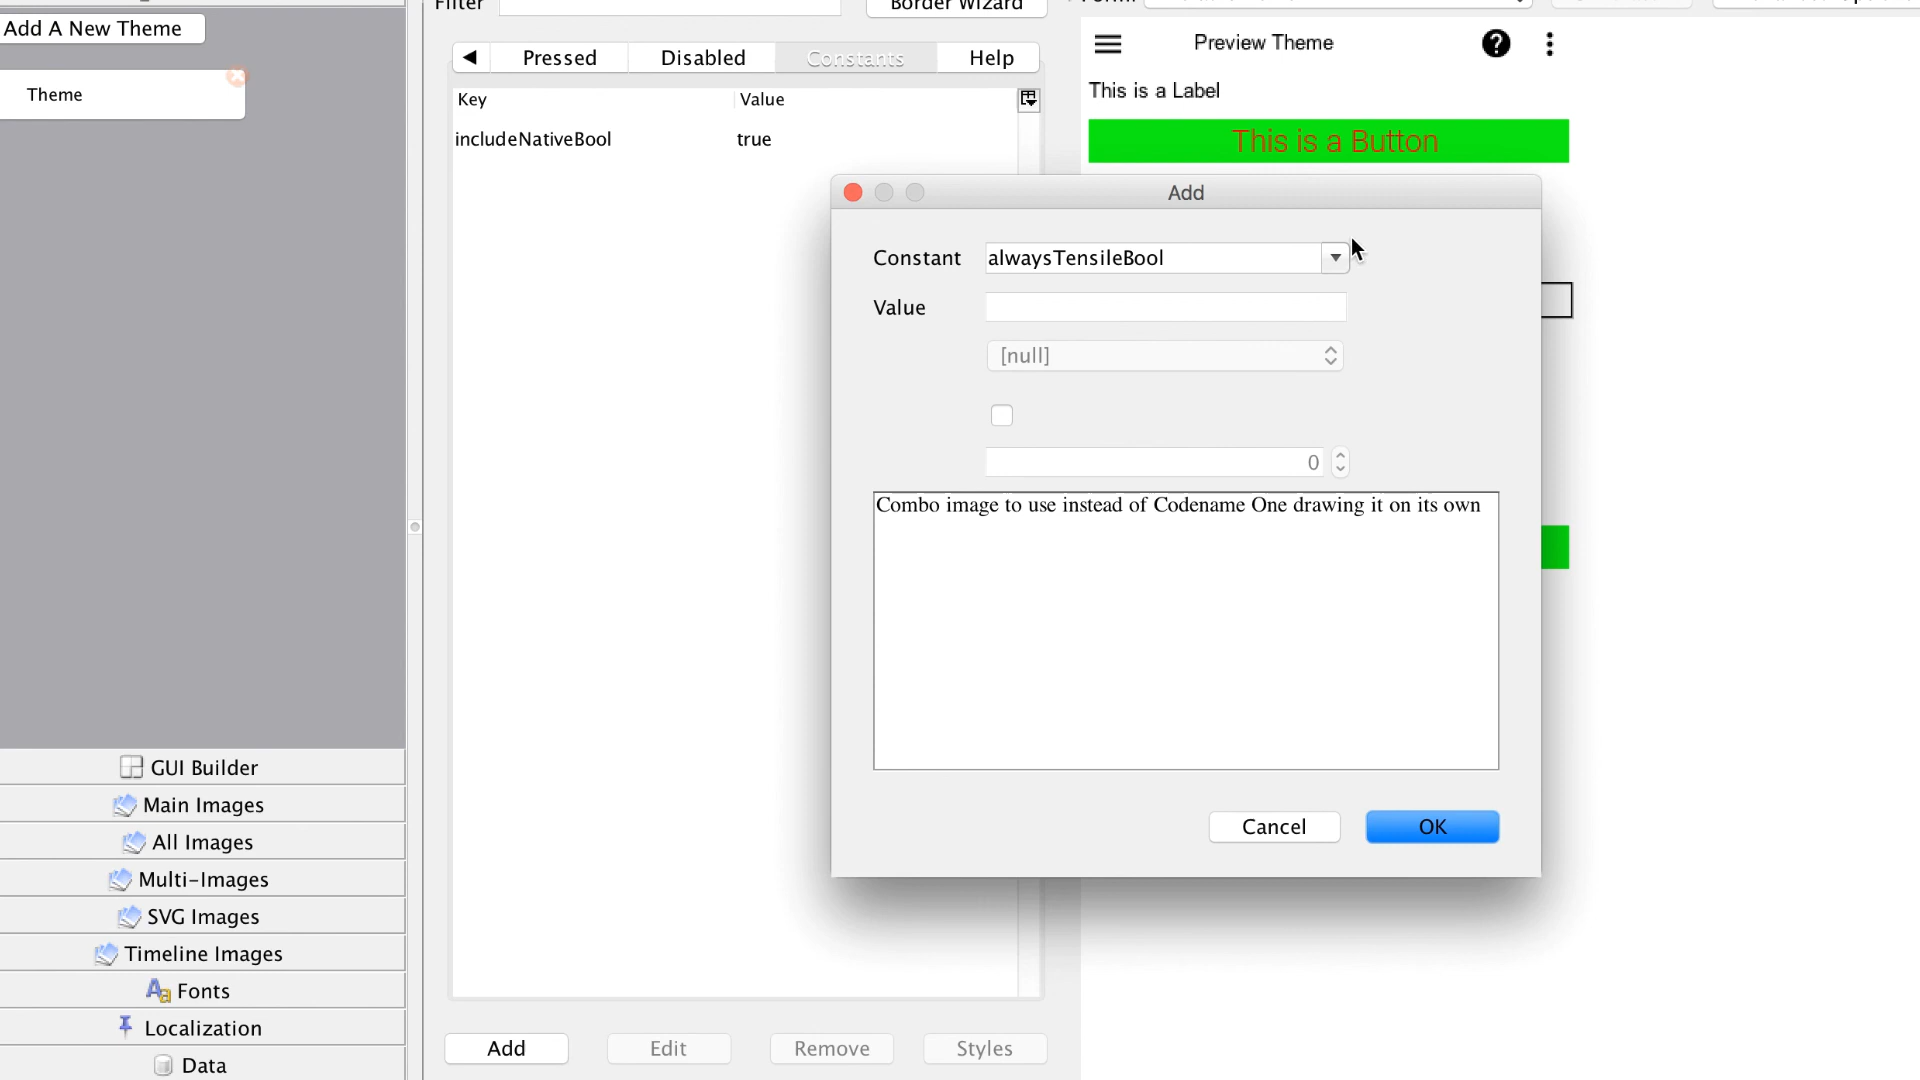 Filter
Border Wizard
Add A New Theme
Theme
Pressed
Disabled
Constants
Help
Key
Value
includeNativeBool
true
Preview Theme
This is a Label
This is a Button
Add
Constant
alwaysTensileBool
Value
[null]
0
Combo image to use instead of Codename One drawing it on its own
Cancel
OK
GUI Builder
Main Images
All Images
Multi-Images
SVG Images
Timeline Images
Fonts
Localization
Data
Add
Edit
Remove
Styles